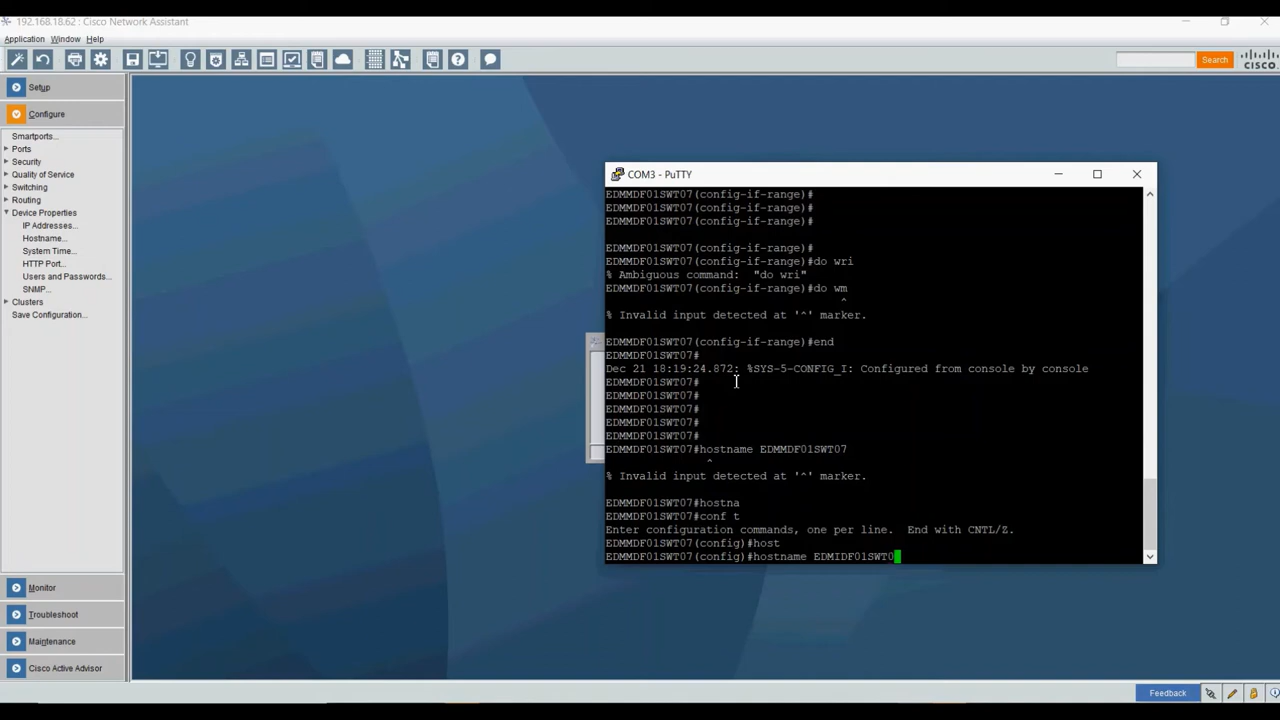 192.168.18.62 : Cisco Network Assistant
Application Window Help
Search
CISCO
Setup
Configure
Smartports...
Ports
Security
Quality of Service
Switching
Routing
Device Properties
IP Addresses...
Hostname...
System Time...
HTTP Port...
Users and Passwords...
SNMP...
Clusters
Save Configuration...
Monitor
Troubleshoot
Maintenance
Cisco Active Advisor
COM3 - PuTTY
EDMMDF01SWT07(config-if-range)#
EDMMDF01SWT07(config-if-range)#
EDMMDF01SWT07(config-if-range)#
EDMMDF01SWT07(config-if-range)#
EDMMDF01SWT07(config-if-range)#do wri
% Ambiguous command:  "do wri"
EDMMDF01SWT07(config-if-range)#do wm
^
% Invalid input detected at '^' marker.
EDMMDF01SWT07(config-if-range)#end
EDMMDF01SWT07#
Dec 21 18:19:24.872: %SYS-5-CONFIG_I: Configured from console by console
EDMMDF01SWT07#
EDMMDF01SWT07#
EDMMDF01SWT07#
EDMMDF01SWT07#
EDMMDF01SWT07#
EDMMDF01SWT07#hostname EDMMDF01SWT07
^
% Invalid input detected at '^' marker.
EDMMDF01SWT07#hostna
EDMMDF01SWT07#conf t
Enter configuration commands, one per line.  End with CNTL/Z.
EDMMDF01SWT07(config)#host
EDMMDF01SWT07(config)#hostname EDMIDF01SWT0
Feedback